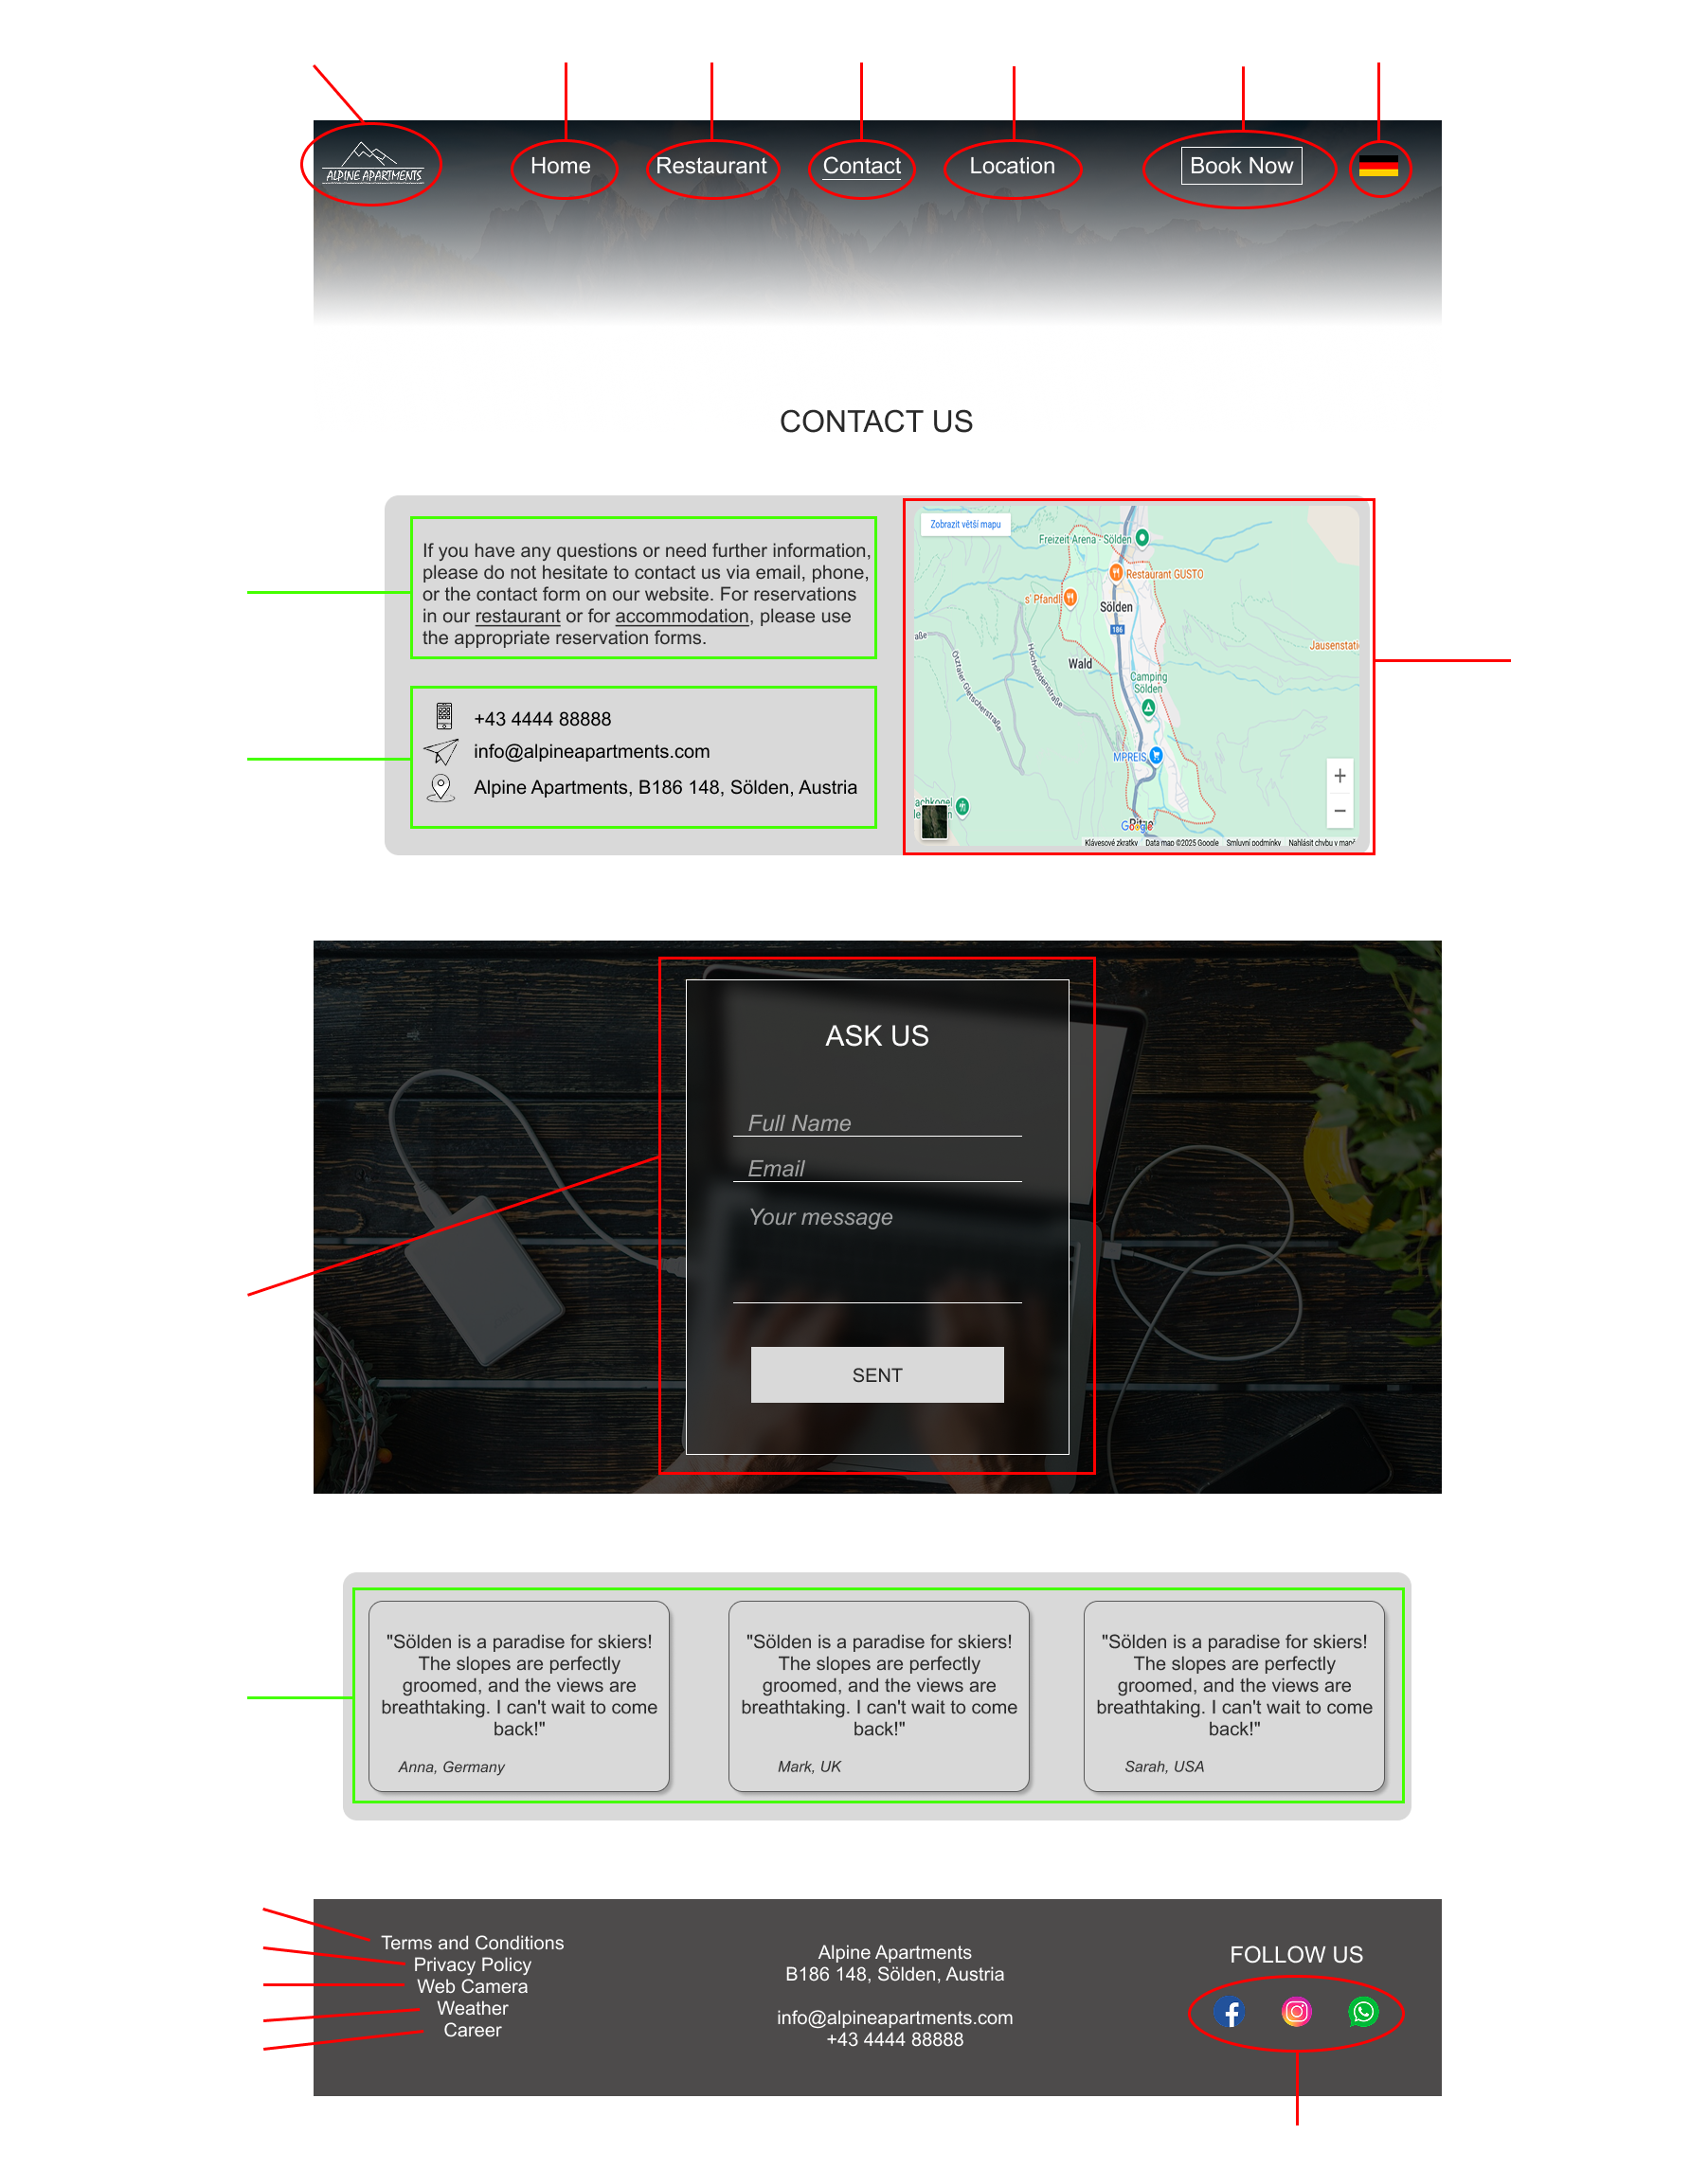 ALPINE APARTMENTS
Home Restaurant Contact Location Book Now
CONTACT US
If you have any questions or need further information,
please do not hesitate to contact us via email, phone,
or the contact form on our website. For reservations
in our restaurant or for accommodation, please use
the appropriate reservation forms.
+43 4444 88888
info@alpineapartments.com
Alpine Apartments, B186 148, Sölden, Austria
Zobrazit větší mapu
Freizeit Arena - Sölden
Restaurant GUSTO
s' Pfandl
Sölden
186
Wald
Jausenstati
Ötztaler Gletscherstraße
Hochsöldenstraße
Camping
Sölden
MPREIS
Google
Klávesové zkratky Data map ©2025 Google Smluvní podmínky Nahlásit chybu v mapě
ASK US
Full Name
Email
Your message
SENT
"Sölden is a paradise for skiers!
The slopes are perfectly
groomed, and the views are
breathtaking. I can't wait to come
back!"
Anna, Germany
"Sölden is a paradise for skiers!
The slopes are perfectly
groomed, and the views are
breathtaking. I can't wait to come
back!"
Mark, UK
"Sölden is a paradise for skiers!
The slopes are perfectly
groomed, and the views are
breathtaking. I can't wait to come
back!"
Sarah, USA
Terms and Conditions
Privacy Policy
Web Camera
Weather
Career
Alpine Apartments
B186 148, Sölden, Austria
info@alpineapartments.com
+43 4444 88888
FOLLOW US